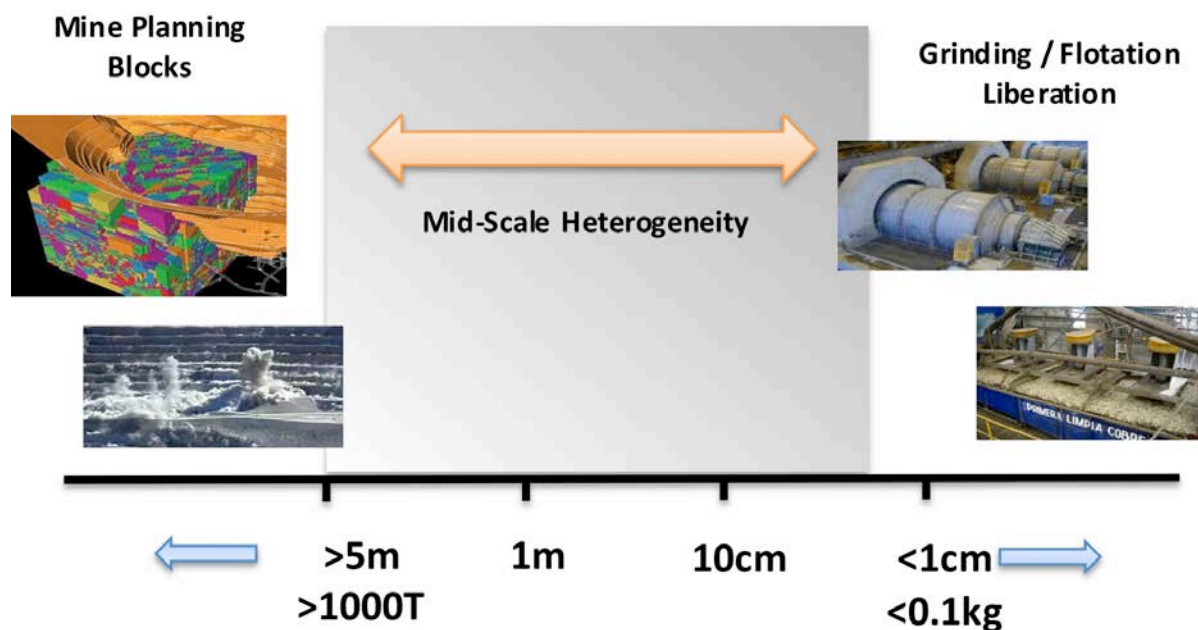 Mine Planning
Blocks
Grinding / Flotation
Liberation
Mid-Scale Heterogeneity
PRIMERA LIMPIA COBRE
>5m
1m
10cm
<1cm
>1000T
<0.1kg